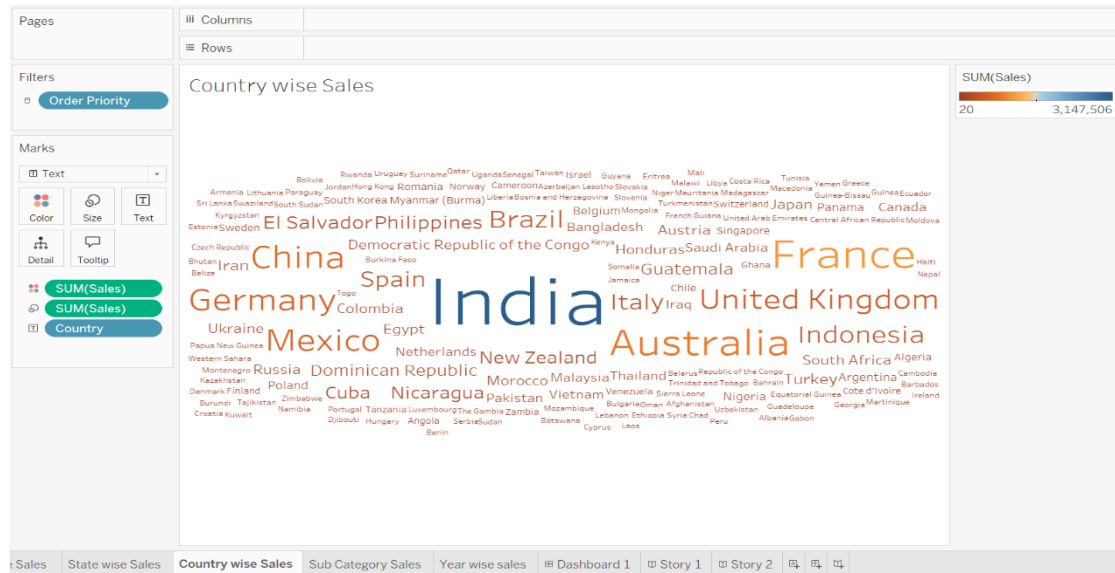 Pages
iii Columns
Rows
Filters
Order Priority
Marks
Text
Color Size Text
Detail Tooltip
SUM(Sales)
SUM(Sales)
Country
Country wise Sales
Bolivia Rwanda Uruguay Suriname Qatar Uganda Senegal Taiwan Israel Guyana Eritrea Mali Malawi Libya Costa Rica Tunisia Yemen Greece
Armenia Lithuania Paraguay Jordan Hong Kong Romania Norway Cameroon Azerbaijan Lesotho Slovakia Niger Mauritania Madagascar Macedonia Guinea-Bissau Guinea Ecuador
Sri Lanka Swaziland South Sudan South Korea Myanmar (Burma) Liberia Bosnia and Herzegovina Slovenia Turkmenistan Switzerland Japan Panama Canada
Kyrgyzstan Belgium Mongolia French Guiana United Arab Emirates Central African Republic Moldova
Estonia Sweden El Salvador Philippines Brazil Bangladesh Austria Singapore
Czech Republic China Democratic Republic of the Congo Kenya Honduras Saudi Arabia France
Bhutan Iran Burkina Faso Somalia Guatemala Ghana Haiti
Belize Spain India Jamaica Chile Nepal
Germany Togo Colombia Italy Iraq United Kingdom
Ukraine Mexico Egypt Australia Indonesia
Papua New Guinea Netherlands New Zealand South Africa Algeria
Western Sahara
Montenegro Russia Dominican Republic Morocco Malaysia Thailand Belarus Republic of the Congo Turkey Argentina Cambodia
Kazakhstan Poland Trinidad and Tobago Bahrain Barbados
Denmark Finland Zimbabwe Cuba Nicaragua Pakistan Vietnam Venezuela Sierra Leone Nigeria Equatorial Guinea Cote d'Ivoire Ireland
Burundi Tajikistan Namibia Bulgaria Oman Afghanistan Georgia Martinique
Croatia Kuwait Portugal Tanzania Luxembourg The Gambia Zambia Mozambique Lebanon Ethiopia Syria Chad Uzbekistan Guadeloupe
Djibouti Hungary Angola Serbia Sudan Botswana Peru Albania Gabon
Benin Cyprus Laos
SUM(Sales)
20 3,147,506
e Sales State wise Sales Country wise Sales Sub Category Sales Year wise sales Dashboard 1 Story 1 Story 2